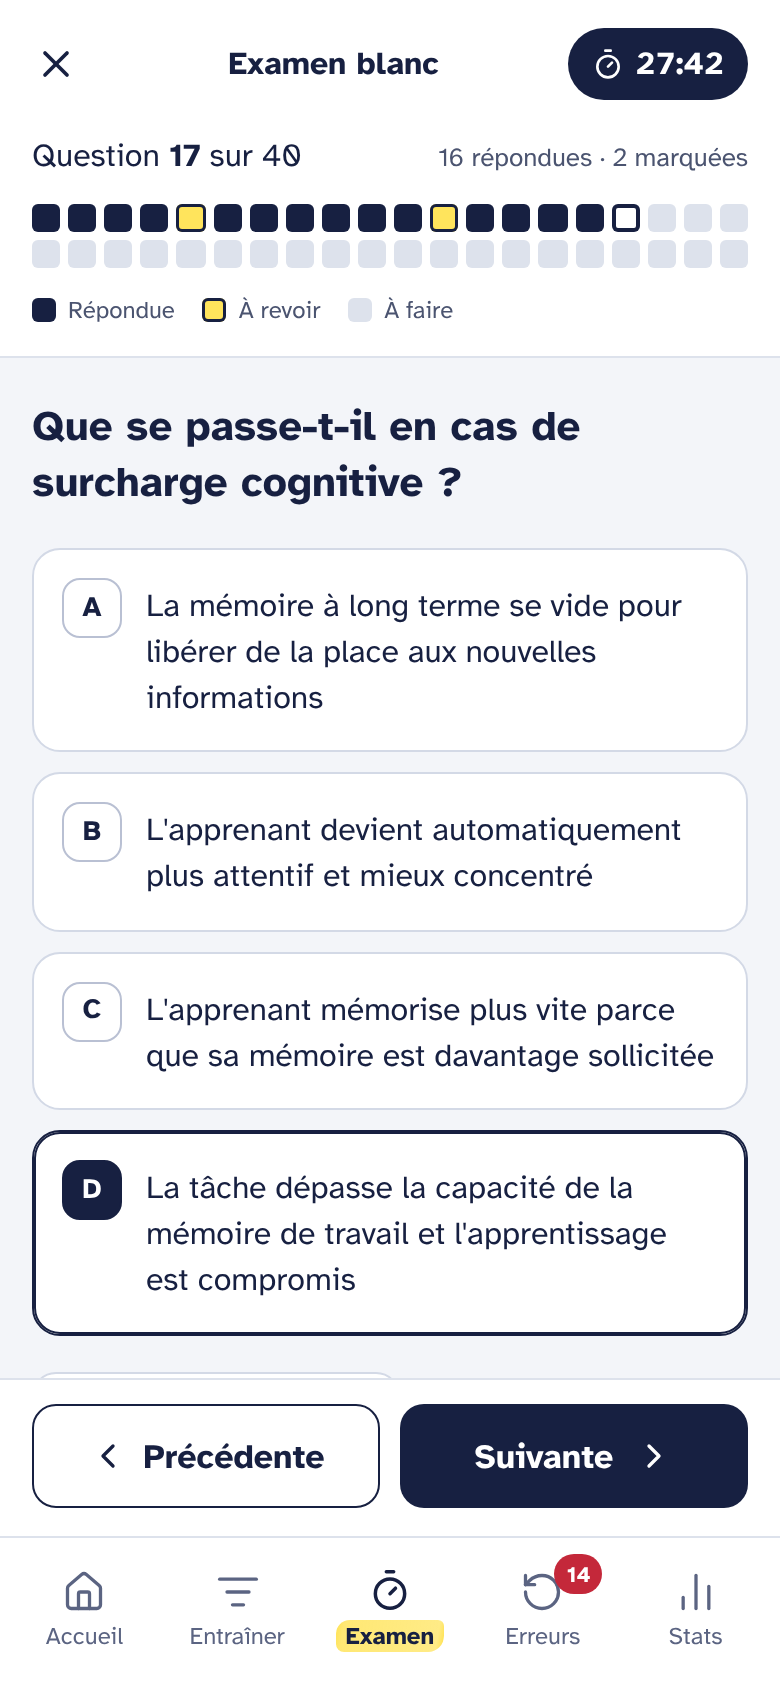 Examen blanc
27:42
Question 17 sur 40
16 répondues · 2 marquées
Répondue
À revoir
À faire
Que se passe-t-il en cas de
surcharge cognitive ?
A
La mémoire à long terme se vide pour
libérer de la place aux nouvelles
informations
B
L'apprenant devient automatiquement
plus attentif et mieux concentré
C
L'apprenant mémorise plus vite parce
que sa mémoire est davantage sollicitée
D
La tâche dépasse la capacité de la
mémoire de travail et l'apprentissage
est compromis
Précédente
Suivante
14
Accueil
Entraîner
Examen
Erreurs
Stats